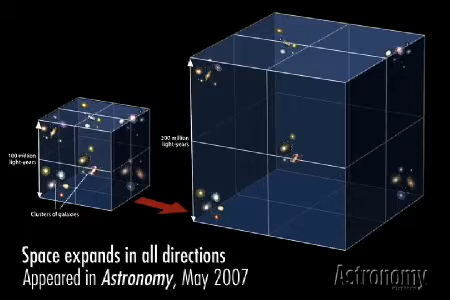 100 million
light-years
200 million
light-years
Clusters of galaxies
Space expands in all directions
Appeared in Astronomy, May 2007
Astronomy